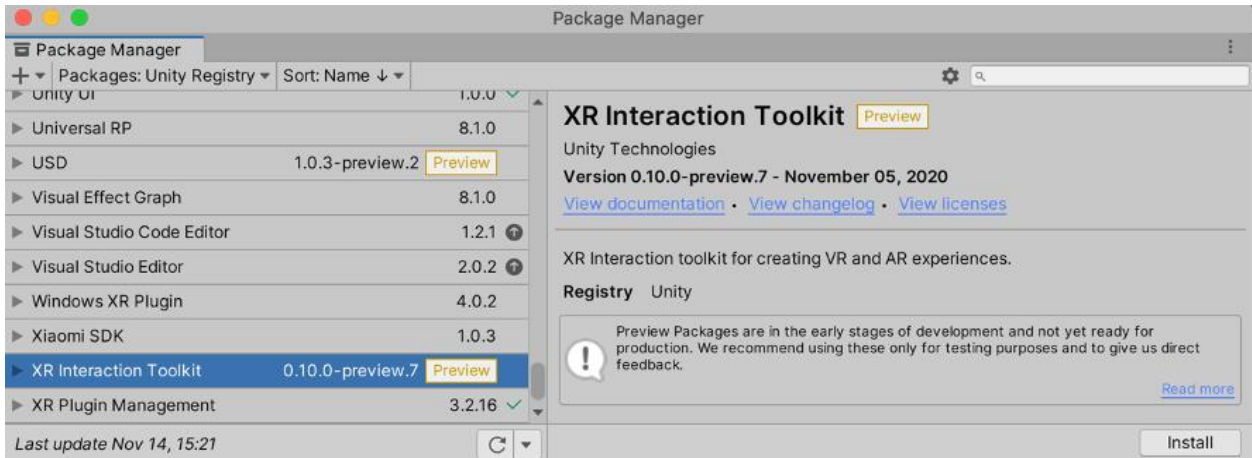 Package Manager
Package Manager
Packages: Unity Registry Sort: Name ↓
Unity UI 1.0.0
Universal RP 8.1.0
USD 1.0.3-preview.2 Preview
Visual Effect Graph 8.1.0
Visual Studio Code Editor 1.2.1
Visual Studio Editor 2.0.2
Windows XR Plugin 4.0.2
Xiaomi SDK 1.0.3
XR Interaction Toolkit 0.10.0-preview.7 Preview
XR Plugin Management 3.2.16
Last update Nov 14, 15:21
XR Interaction Toolkit Preview
Unity Technologies
Version 0.10.0-preview.7 - November 05, 2020
View documentation • View changelog • View licenses
XR Interaction toolkit for creating VR and AR experiences.
Registry Unity
Preview Packages are in the early stages of development and not yet ready for
production. We recommend using these only for testing purposes and to give us direct
feedback.
Read more
Install